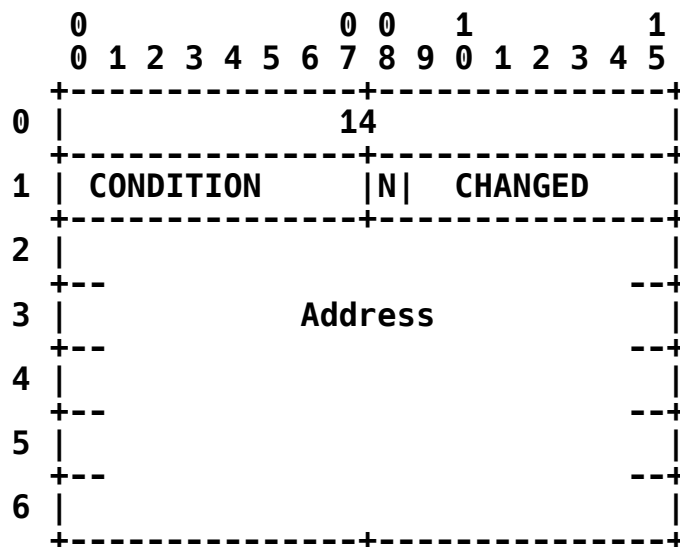 0             0 0   1         1
    0 1 2 3 4 5 6 7 8 9 0 1 2 3 4 5
   +---------------+---------------+
0  |              14               |
   +---------------+---------------+
1  | CONDITION     |N|  CHANGED    |
   +---------------+---------------+
2  |                               |
   +--                           --+
3  |            Address            |
   +--                           --+
4  |                               |
   +--                           --+
5  |                               |
   +--                           --+
6  |                               |
   +---------------+---------------+